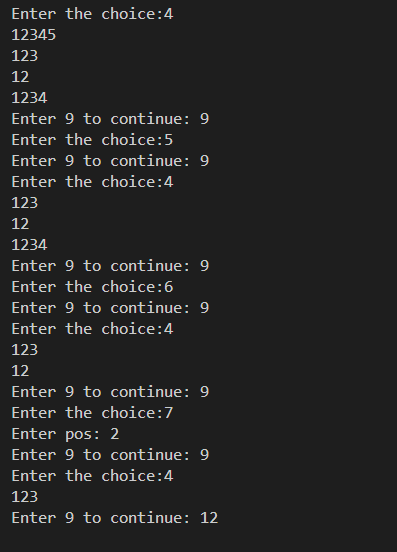 Enter the choice:4
12345
123
12
1234
Enter 9 to continue: 9
Enter the choice:5
Enter 9 to continue: 9
Enter the choice:4
123
12
1234
Enter 9 to continue: 9
Enter the choice:6
Enter 9 to continue: 9
Enter the choice:4
123
12
Enter 9 to continue: 9
Enter the choice:7
Enter pos: 2
Enter 9 to continue: 9
Enter the choice:4
123
Enter 9 to continue: 12